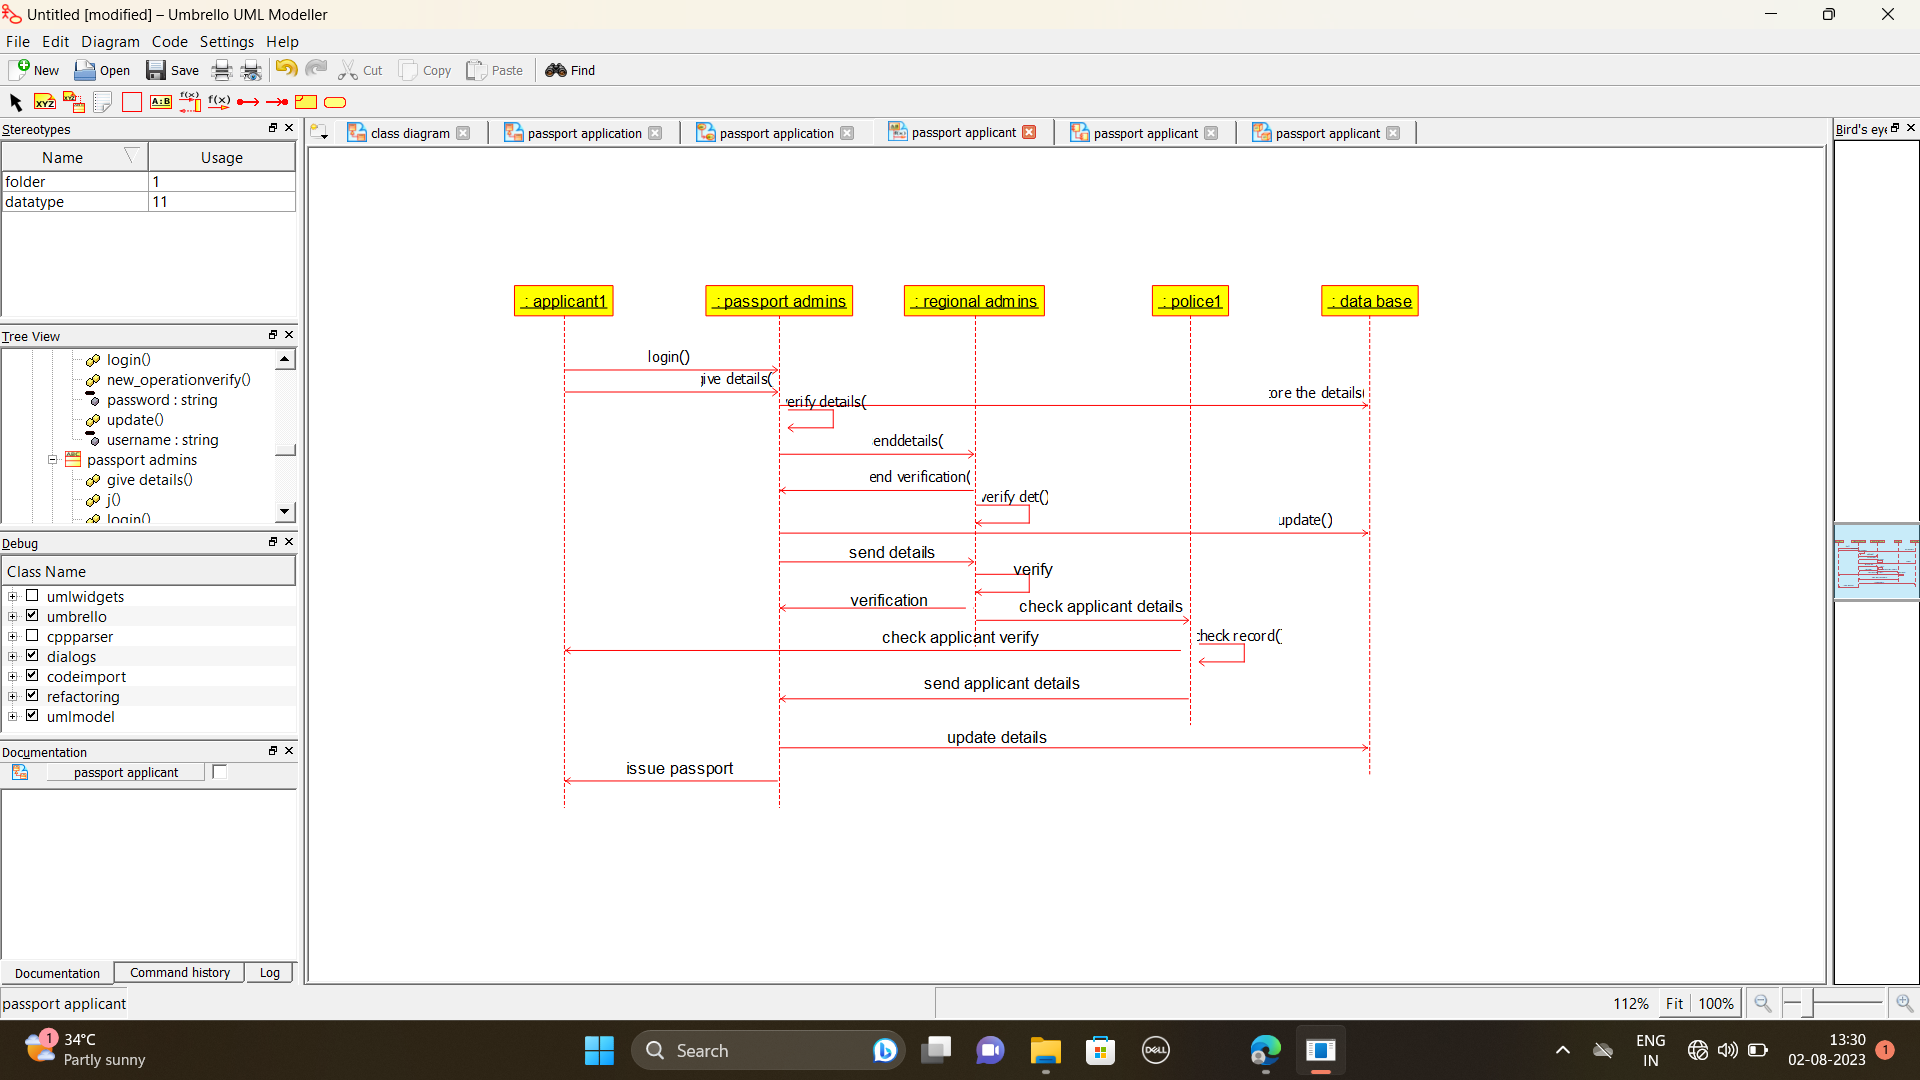 Untitled [modified] – Umbrello UML Modeller
File Edit Diagram Code Settings Help
New Open Save Cut Copy Paste Find
XYZ A:B f(x) f(x)
Stereotypes
Name Usage
folder 1
datatype 11
Tree View
login()
new_operationverify()
password : string
update()
username : string
passport admins
give details()
j()
login()
Debug
Class Name
umlwidgets
umbrello
cppparser
dialogs
codeimport
refactoring
umlmodel
Documentation
passport applicant
Documentation Command history Log
class diagram passport application passport application passport applicant passport applicant passport applicant
Bird's eye
: applicant1 : passport admins : regional admins : police1 : data base
login()
ive details(
ore the details(
erify details(
enddetails(
end verification(
verify det()
update()
send details
verify
verification
check applicant details
check applicant verify
check record(
send applicant details
update details
issue passport
passport applicant
112% Fit 100%
1 34°C
Partly sunny
Search
DELL
ENG
IN
13:30
02-08-2023
1